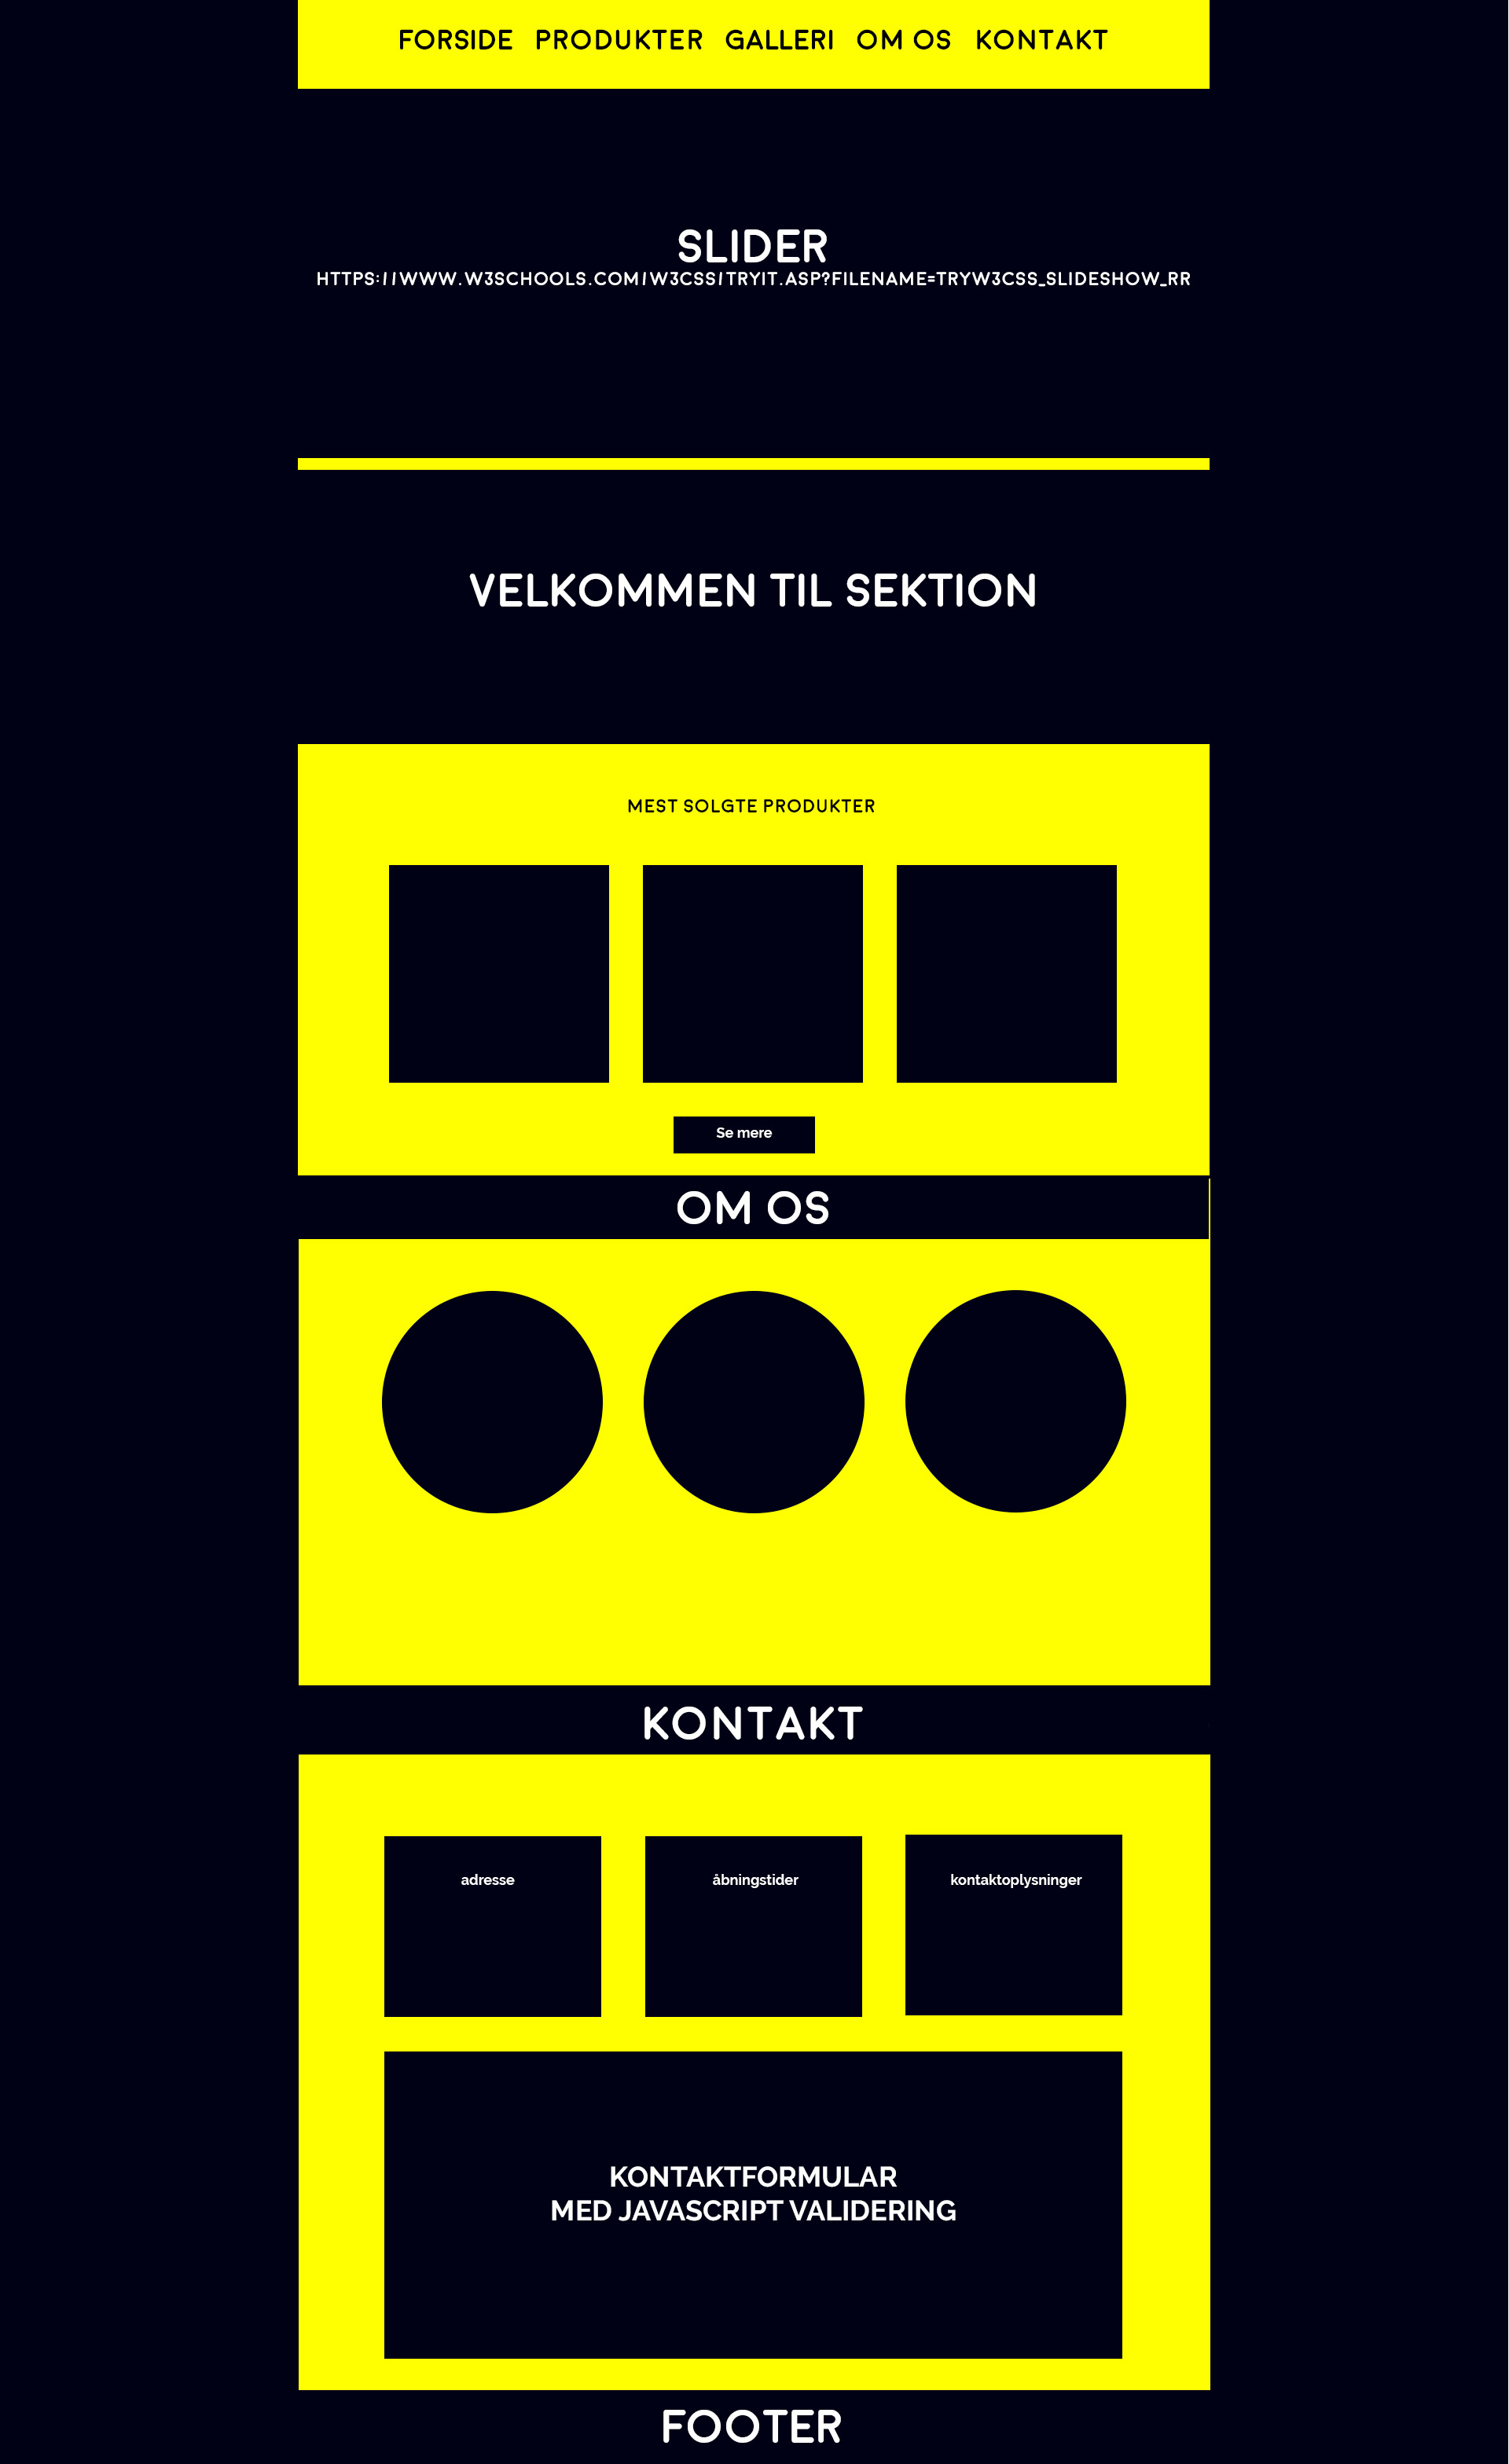 FORSIDE PRODUKTER GALLERI OM OS KONTAKT
SLIDER
HTTPS://WWW.W3SCHOOLS.COM/W3CSS/TRYIT.ASP?FILENAME=TRYW3CSS_SLIDESHOW_RR
VELKOMMEN TIL SEKTION
MEST SOLGTE PRODUKTER
Se mere
OM OS
KONTAKT
adresse åbningstider kontaktoplysninger
KONTAKTFORMULAR
MED JAVASCRIPT VALIDERING
FOOTER